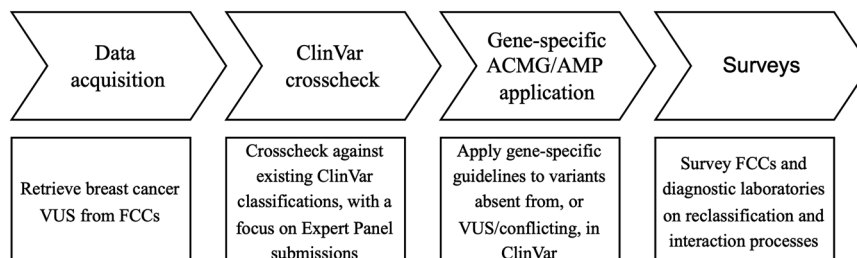 Data
acquisition
ClinVar
crosscheck
Gene-specific
ACMG/AMP
application
Surveys
Retrieve breast cancer
VUS from FCCs
Crosscheck against
existing ClinVar
classifications, with a
focus on Expert Panel
submissions
Apply gene-specific
guidelines to variants
absent from, or
VUS/conflicting, in
ClinVar
Survey FCCs and
diagnostic laboratories
on reclassification and
interaction processes